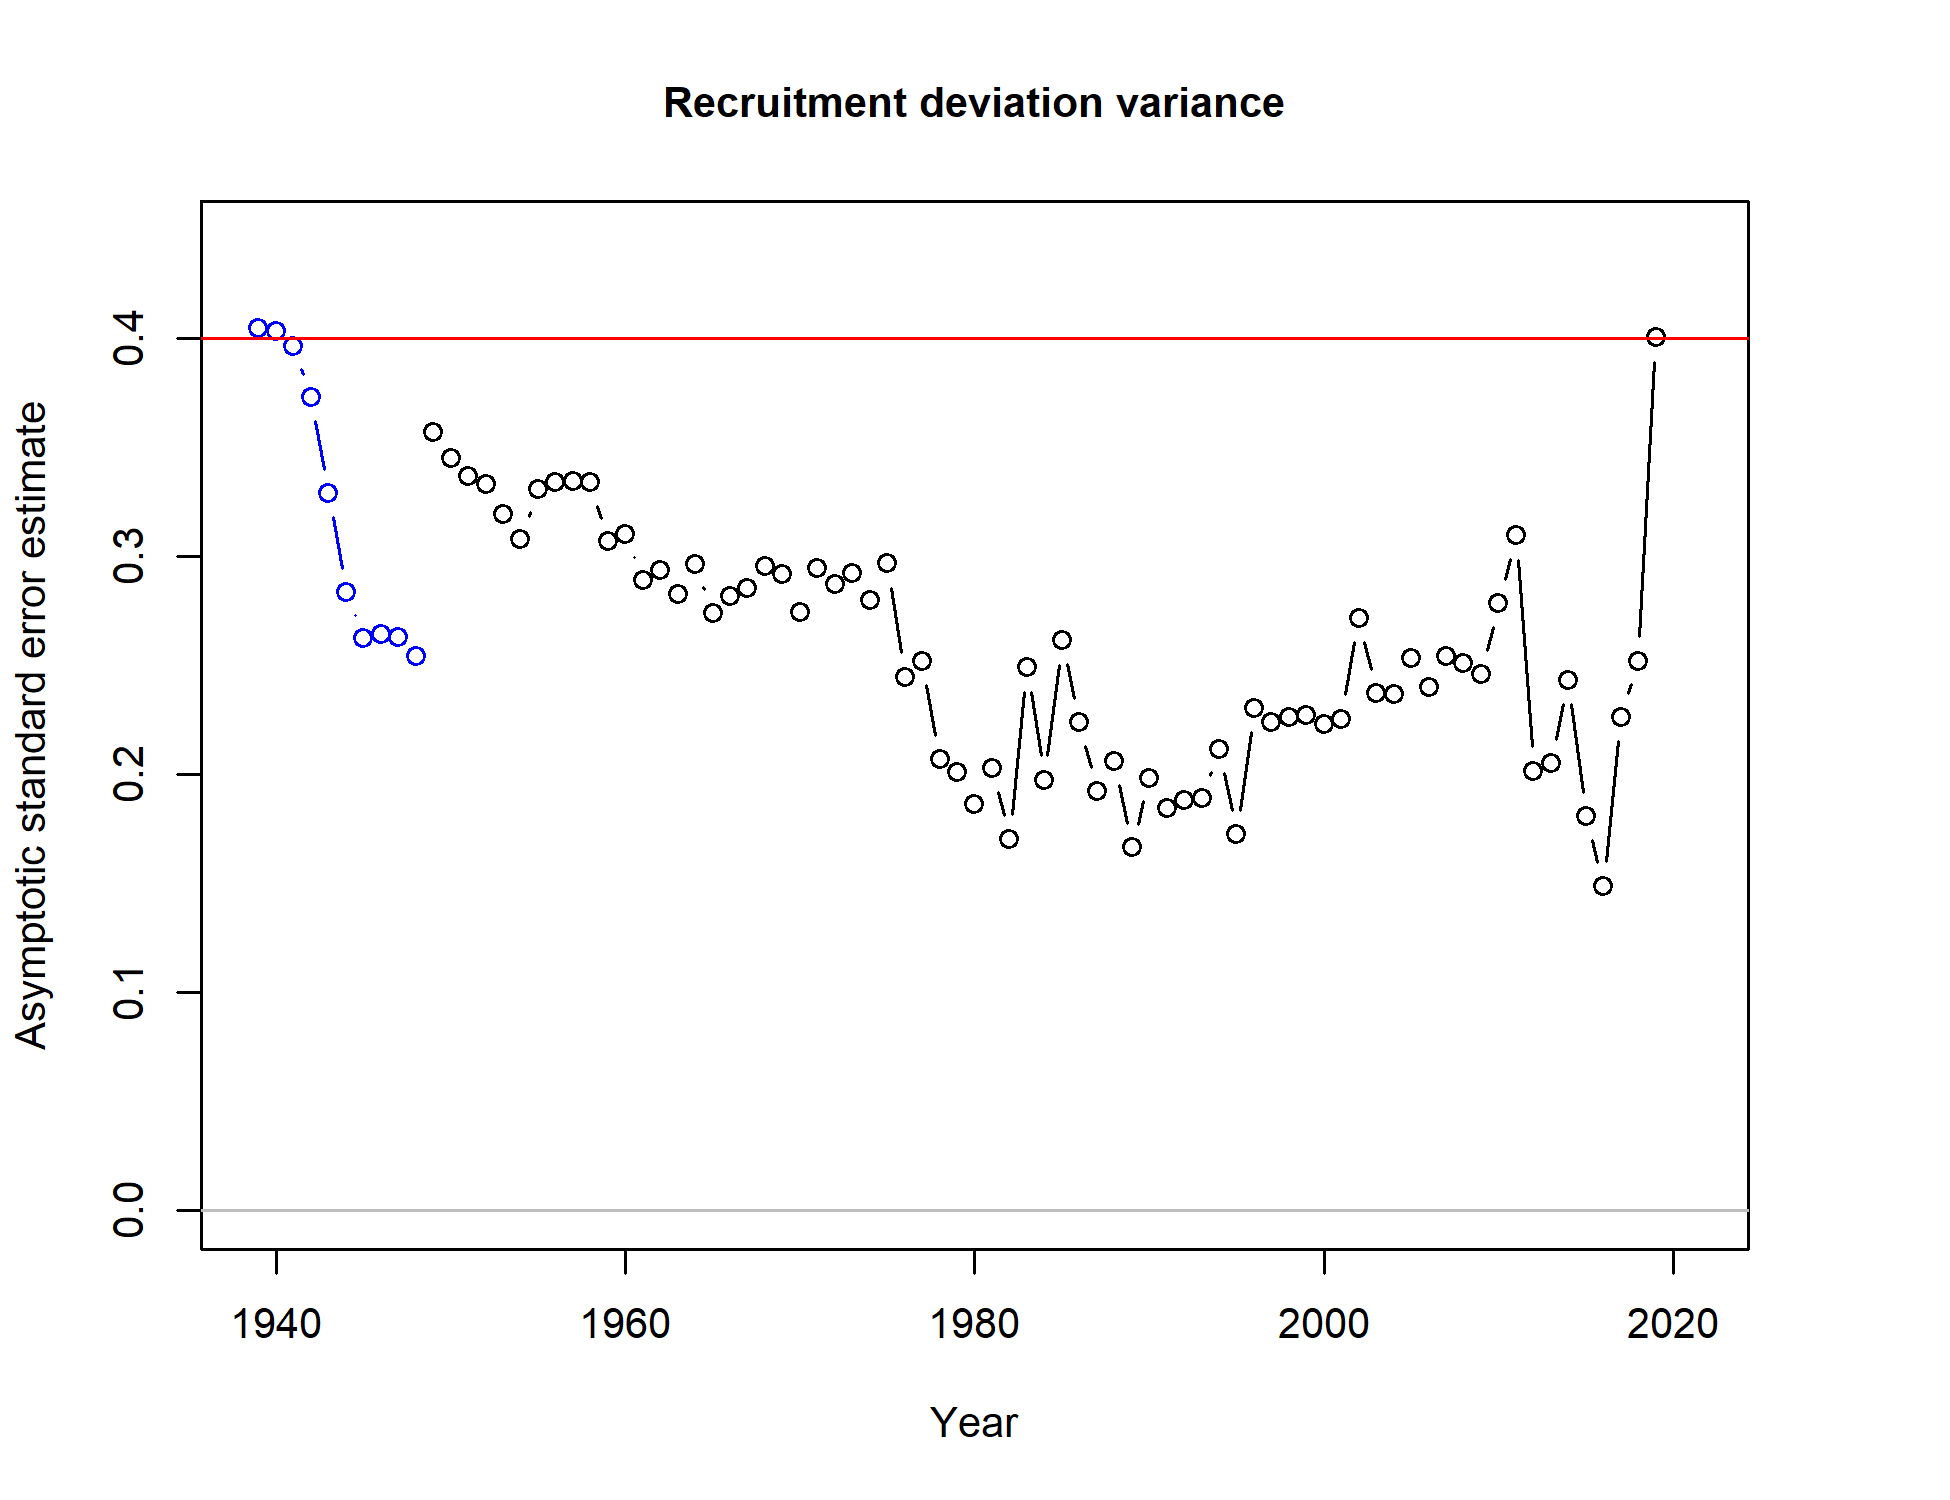 Recruitment deviation variance
Asymptotic standard error estimate
0.4
0.3
0.2
0.1
0.0
1940 1960 1980 2000 2020
Year